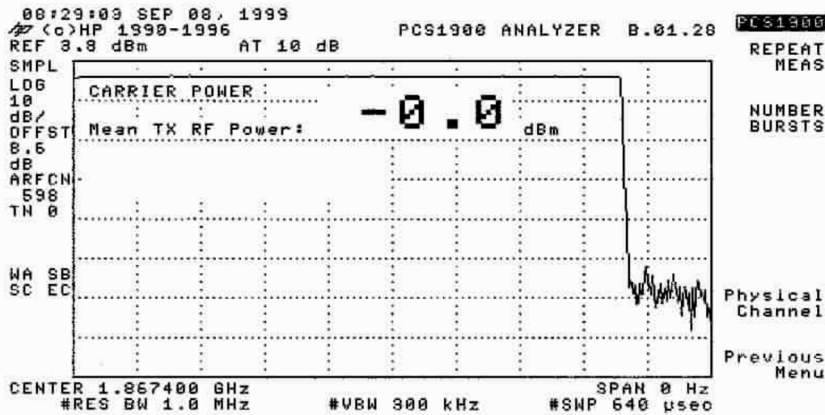 08:29:03 SEP 08, 1999
(c)HP 1990-1996 PCS1900 ANALYZER B.01.28
REF 3.8 dBm AT 10 dB
SMPL
LOG
10
dB/
OFFST
8.6
dB
ARFCN
598
TN 0
WA SB
SC EC
CARRIER POWER
Mean TX RF Power: -0.0 dBm
CENTER 1.867400 GHz SPAN 0 Hz
#RES BW 1.0 MHz #VBW 300 kHz #SWP 640 µsec
PCS1900
REPEAT
MEAS
NUMBER
BURSTS
Physical
Channel
Previous
Menu